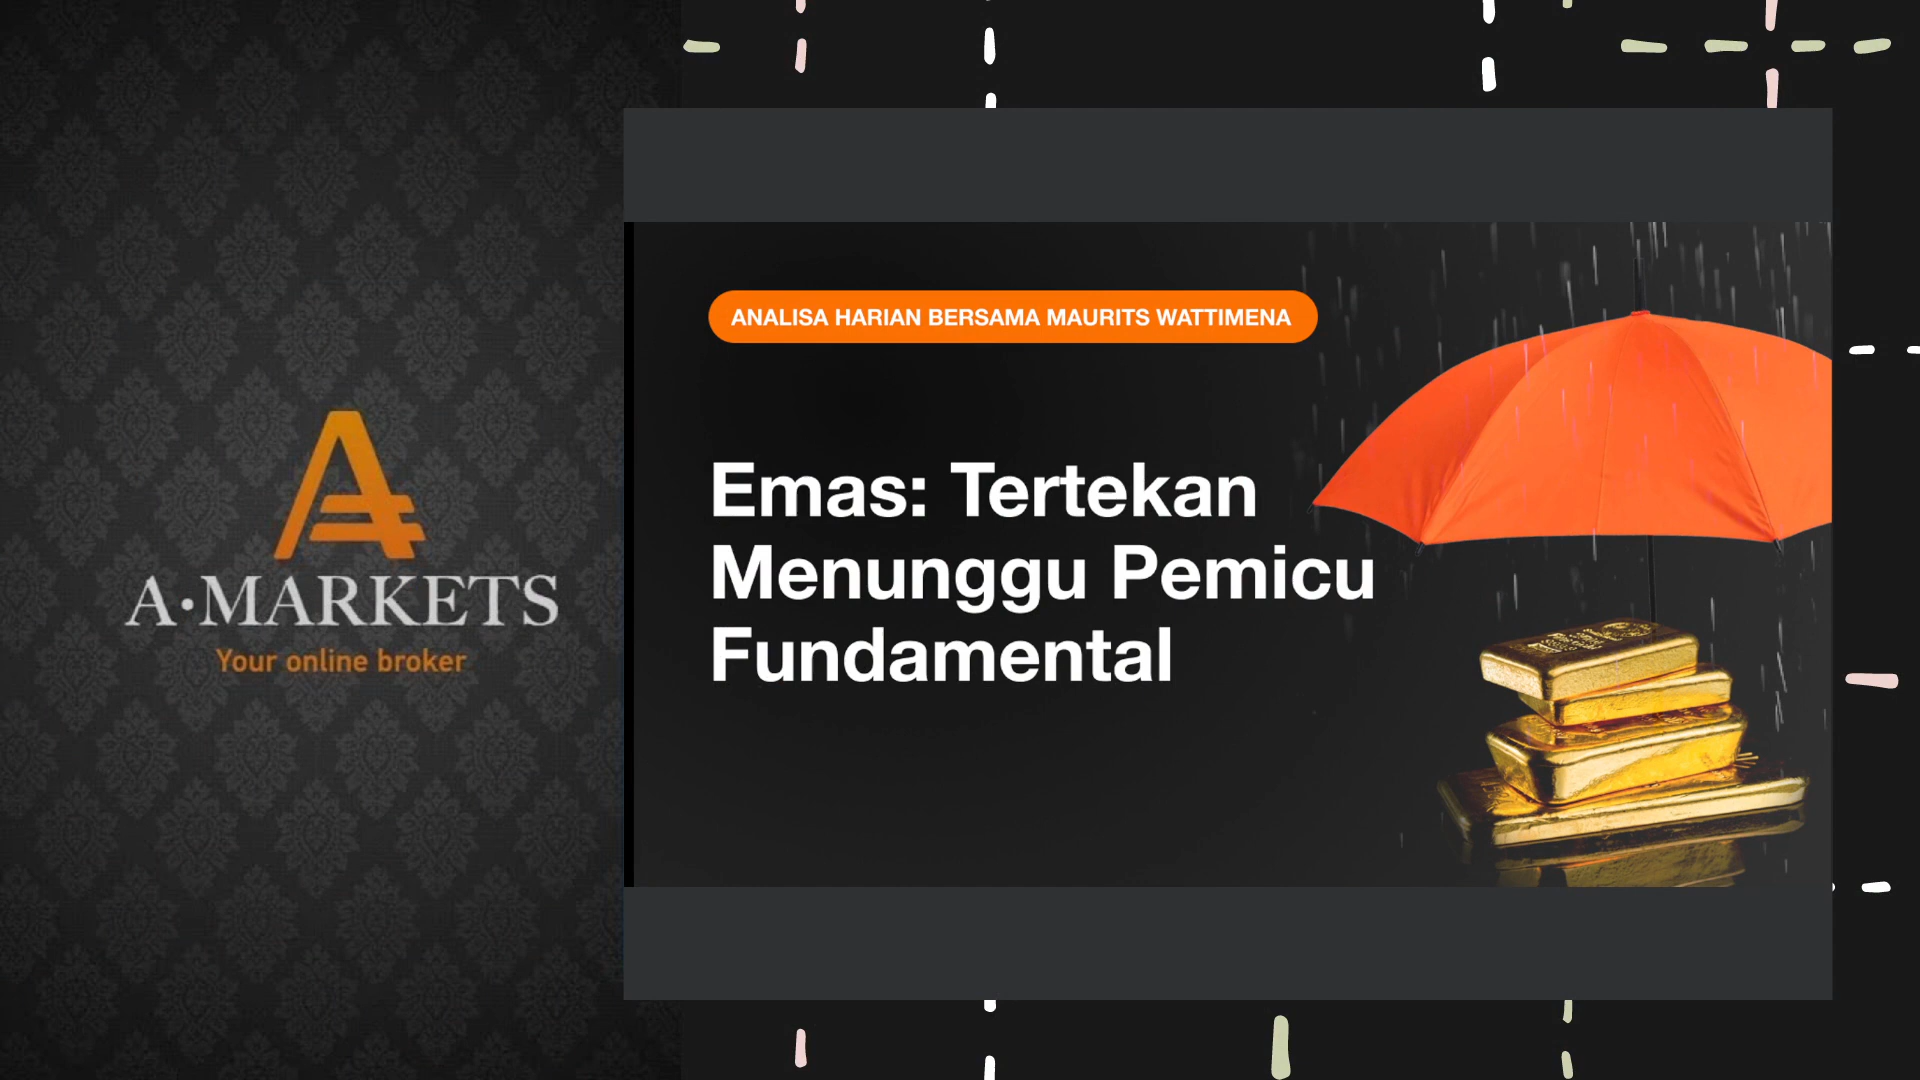 A·MARKETS
Your online broker
ANALISA HARIAN BERSAMA MAURITS WATTIMENA
Emas: Tertekan
Menunggu Pemicu
Fundamental